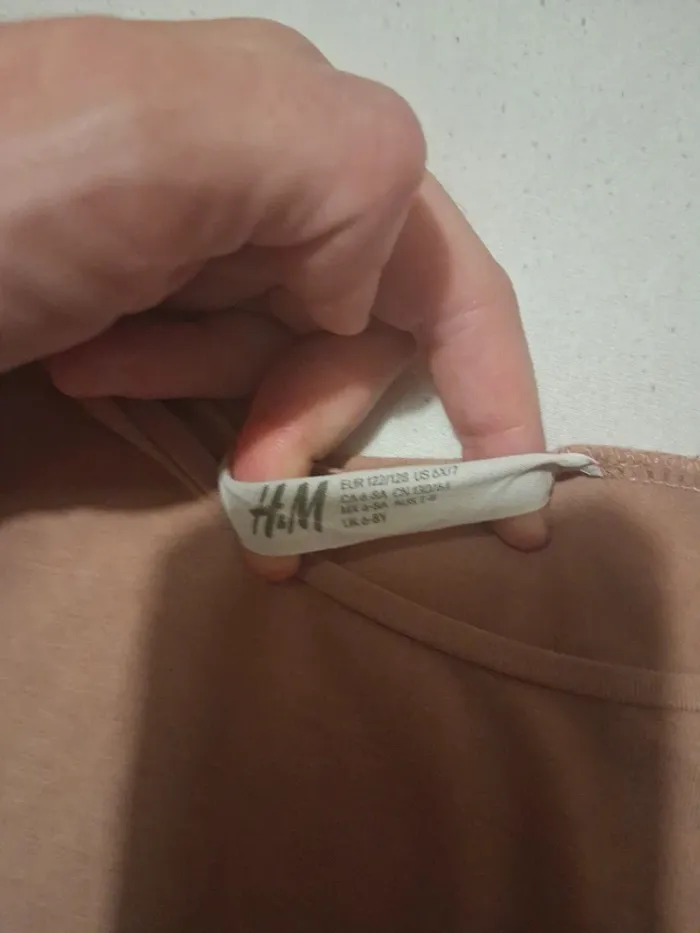 H&M
EUR 122/128 US 6X/7
CA 6-8A CN 130/64
MX 6-8A AUS 7-8
UK 6-8Y